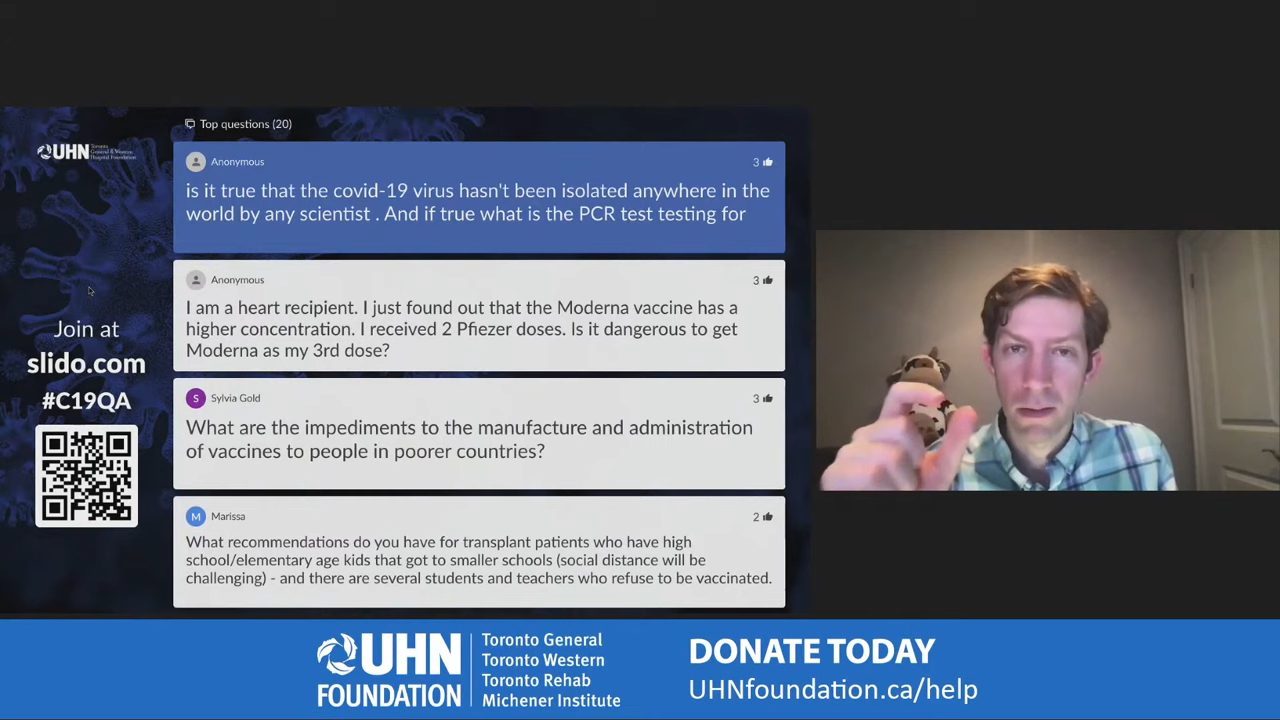 Top questions (20)
UHN
Anonymous
3
is it true that the covid-19 virus hasn't been isolated anywhere in the
world by any scientist . And if true what is the PCR test testing for
Anonymous
3
I am a heart recipient. I just found out that the Moderna vaccine has a
higher concentration. I received 2 Pfiezer doses. Is it dangerous to get
Moderna as my 3rd dose?
Join at
slido.com
#C19QA
S
Sylvia Gold
3
What are the impediments to the manufacture and administration
of vaccines to people in poorer countries?
M
Marissa
2
What recommendations do you have for transplant patients who have high
school/elementary age kids that got to smaller schools (social distance will be
challenging) - and there are several students and teachers who refuse to be vaccinated.
UHN
FOUNDATION
Toronto General
Toronto Western
Toronto Rehab
Michener Institute
DONATE TODAY
UHNfoundation.ca/help